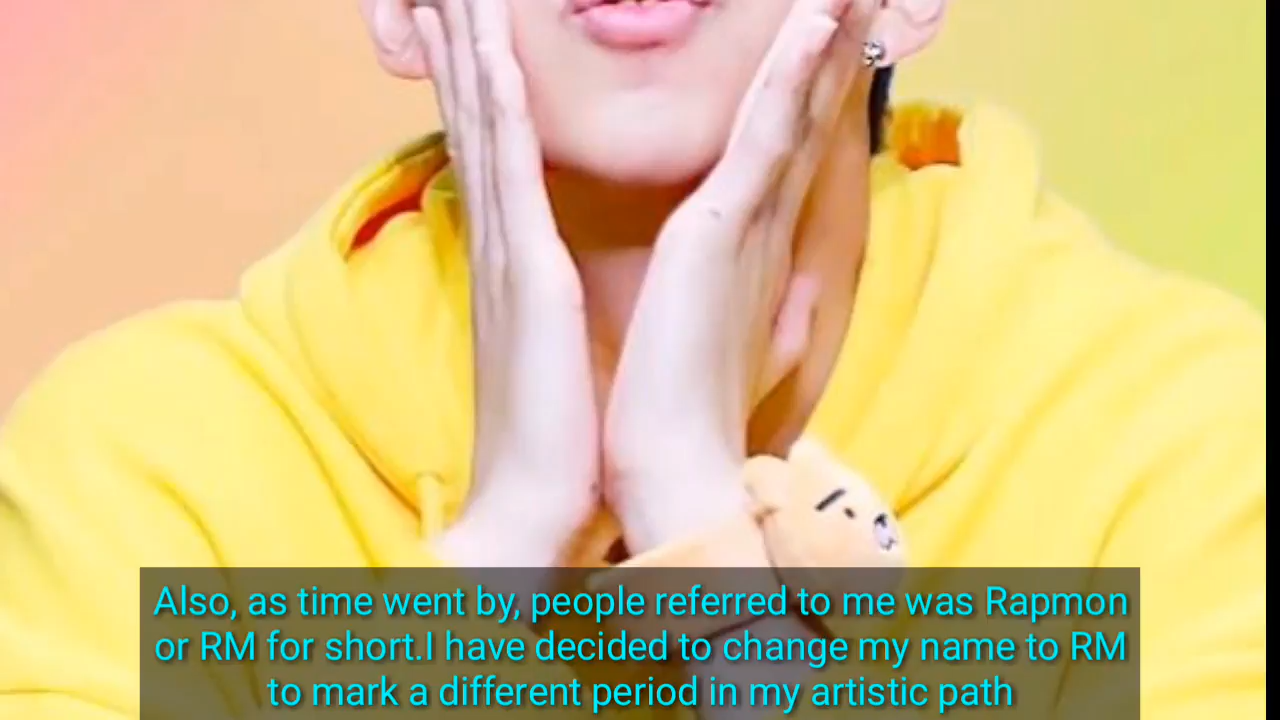 Also, as time went by, people referred to me was Rapmon
or RM for short.I have decided to change my name to RM
to mark a different period in my artistic path